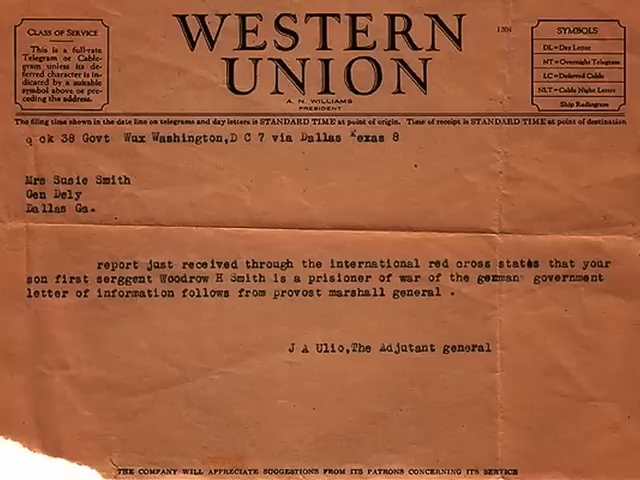 CLASS OF SERVICE
This is a full-rate
Telegram or Cable-
gram unless its de-
ferred character is in-
dicated by a suitable
symbol above or pre-
ceding the address.
WESTERN
UNION
A. N. WILLIAMS
PRESIDENT
1204
SYMBOLS
DL=Day Letter
NT=Overnight Telegram
LC=Deferred Cable
NLT=Cable Night Letter
Ship Radiogram
The filing time shown in the date line on telegrams and day letters is STANDARD TIME at point of origin. Time of receipt is STANDARD TIME at point of destination
q ck 38 Govt Wux Washington,D C 7 via Dallas Texas 8
Mrs Susie Smith
Gen Dely
Dallas Ga.
report just received through the international red cross states that your
son first serggent Woodrow H Smith is a prisioner of war of the german government
letter of information follows from provost marshall general .
J A Ulio,The Adjutant general
THE COMPANY WILL APPRECIATE SUGGESTIONS FROM ITS PATRONS CONCERNING ITS SERVICE